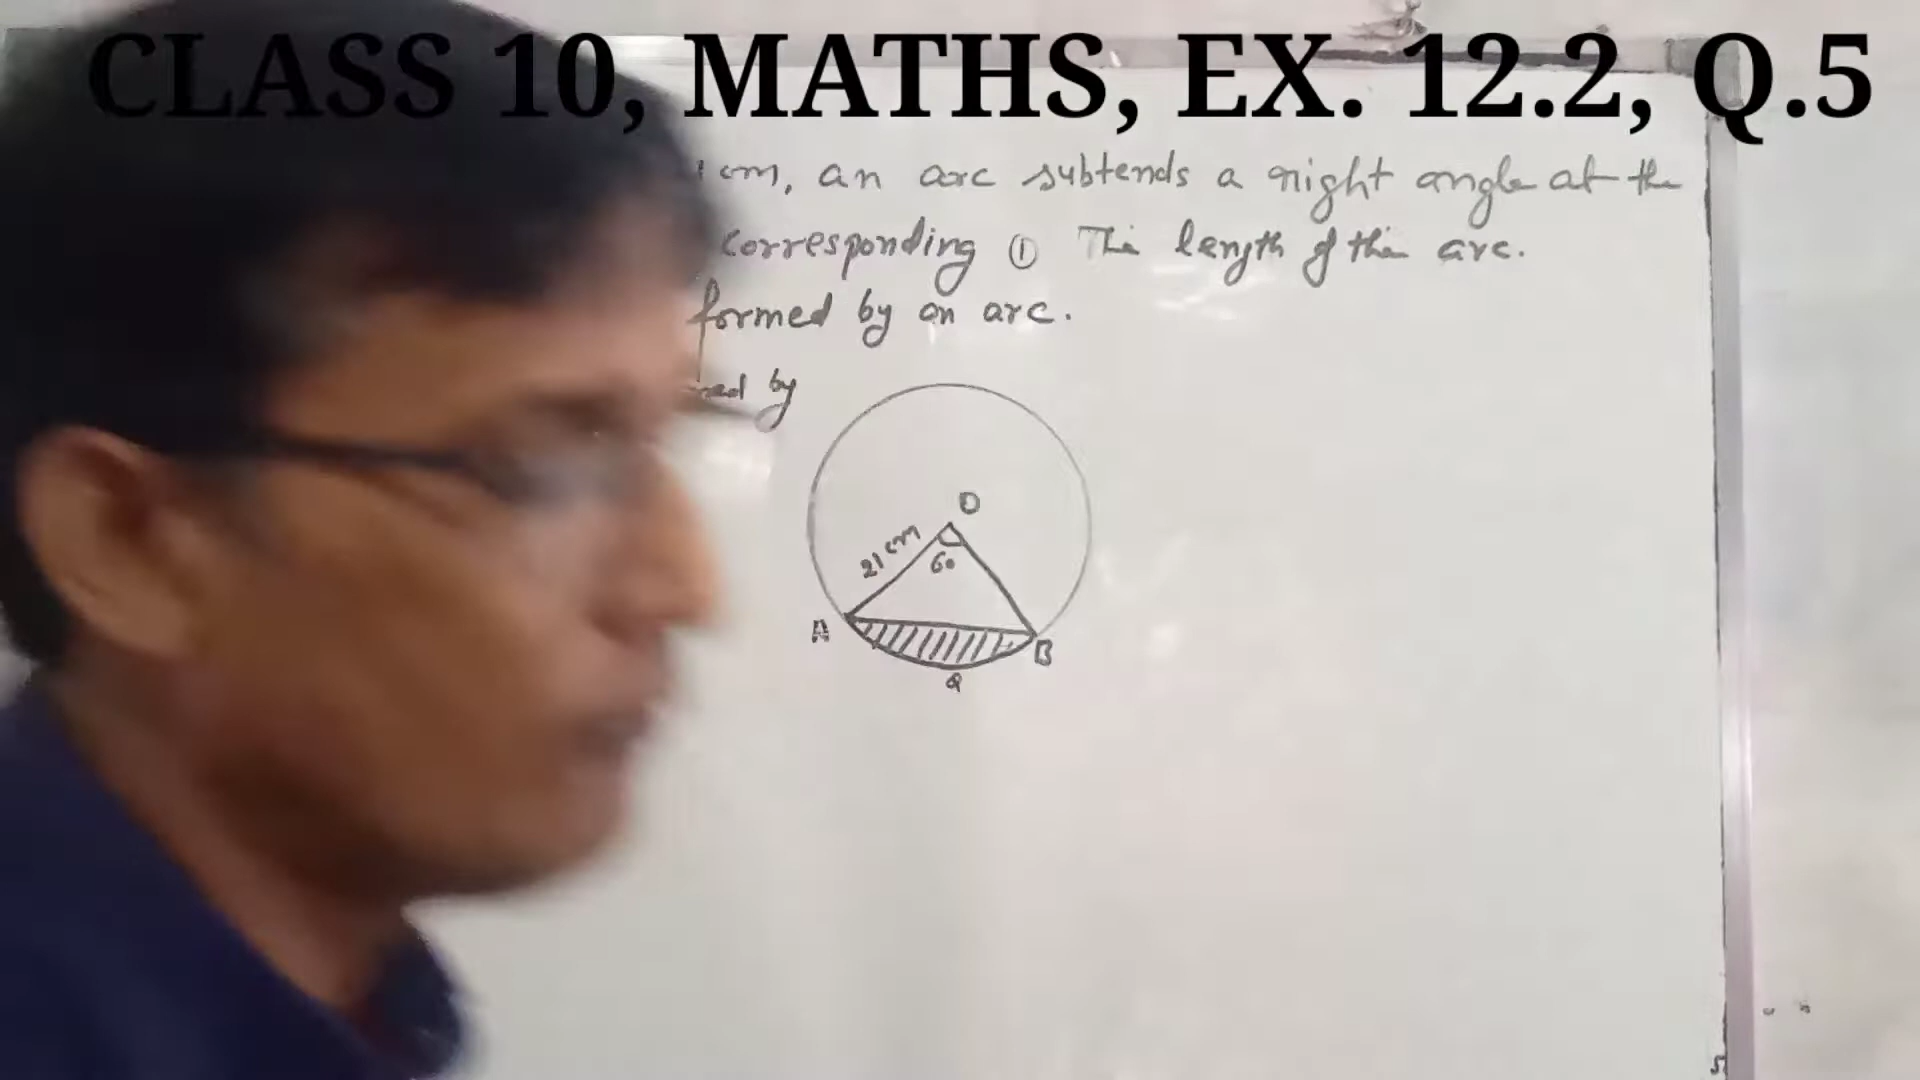 CLASS 10, MATHS, EX. 12.2, Q.5
cm, an arc subtends a right angle at the
corresponding ① The length of the arc.
formed by an arc.
by
O
21 cm
60
A
B
Q